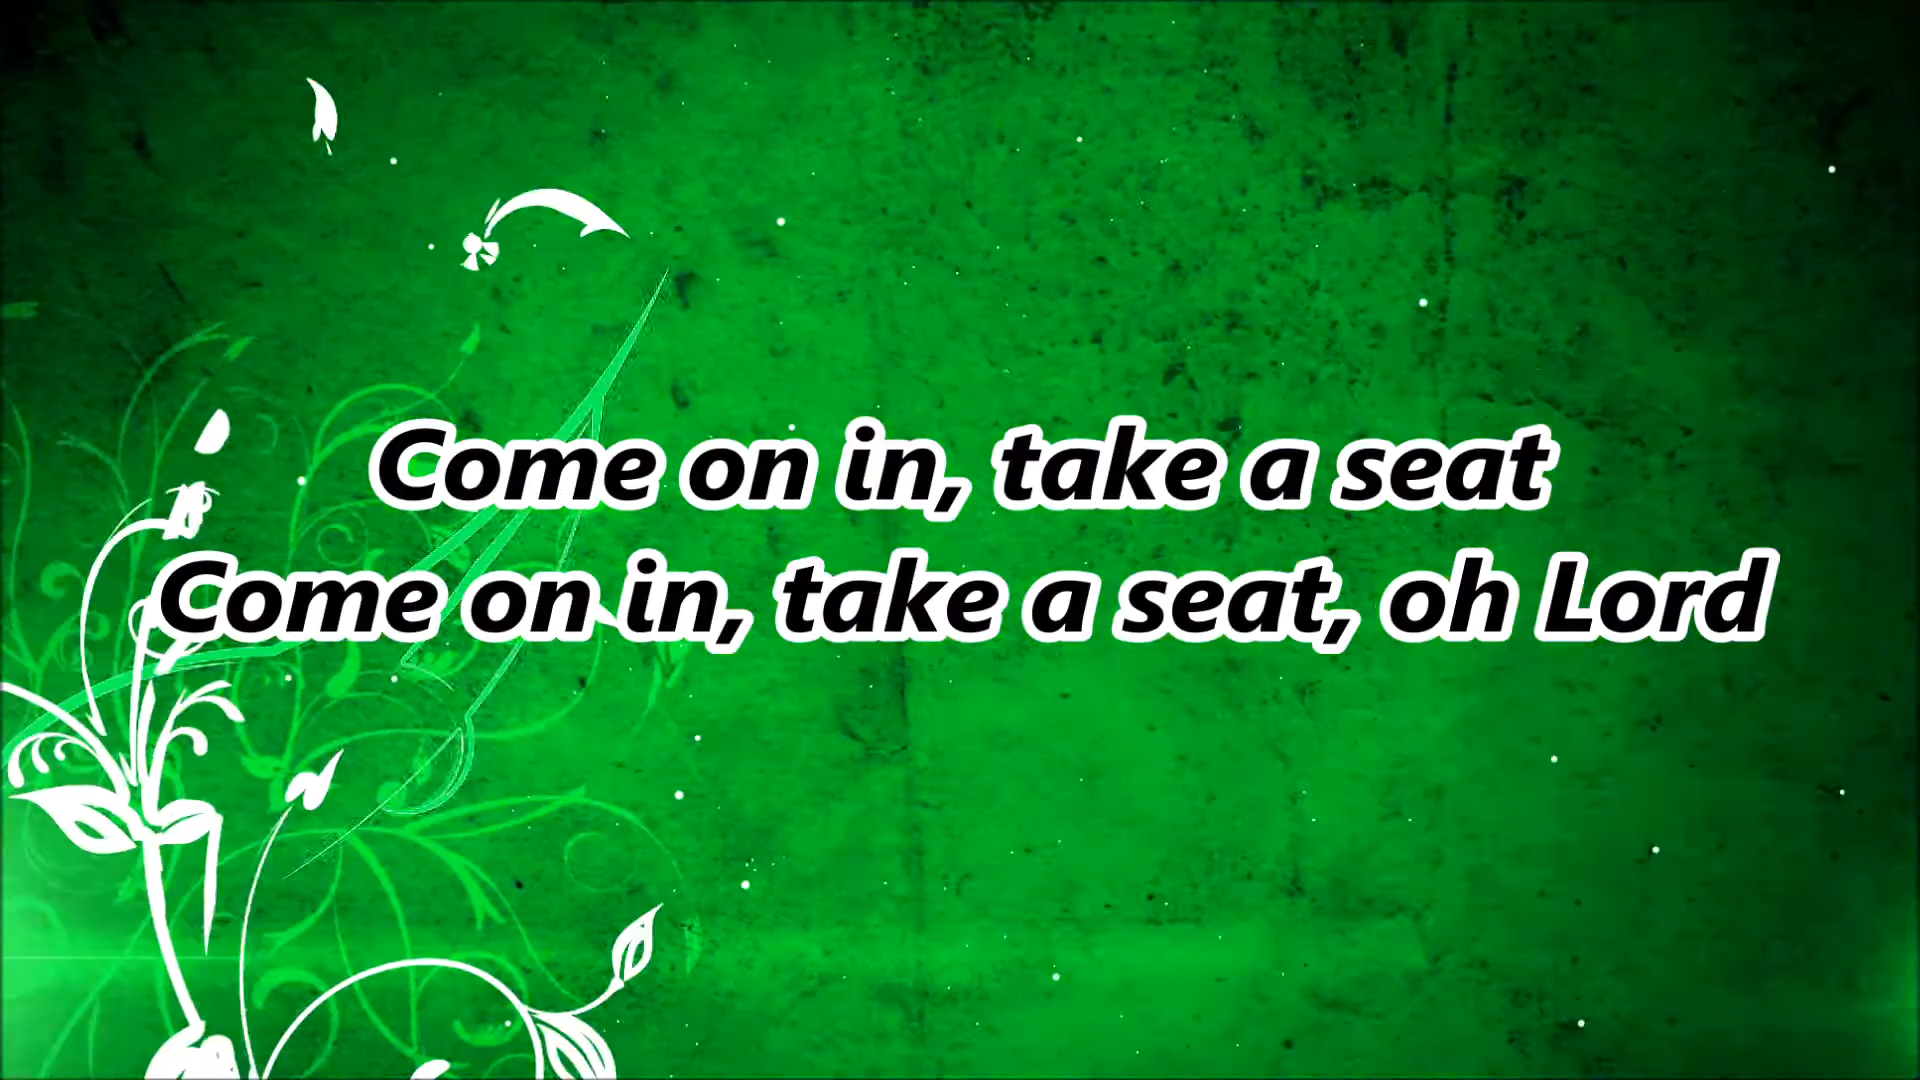 Come on in, take a seat
Come on in, take a seat, oh Lord